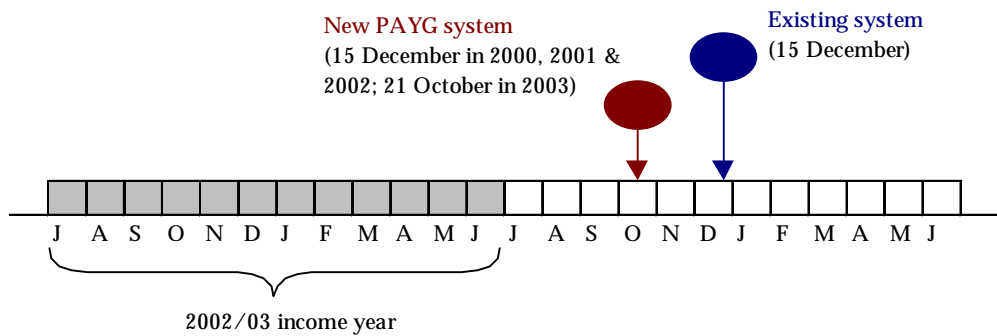 New PAYG system
(15 December in 2000, 2001 &
2002; 21 October in 2003)
Existing system
(15 December)
J A S O N D J F M A M J J A S O N D J F M A M J
2002/03 income year